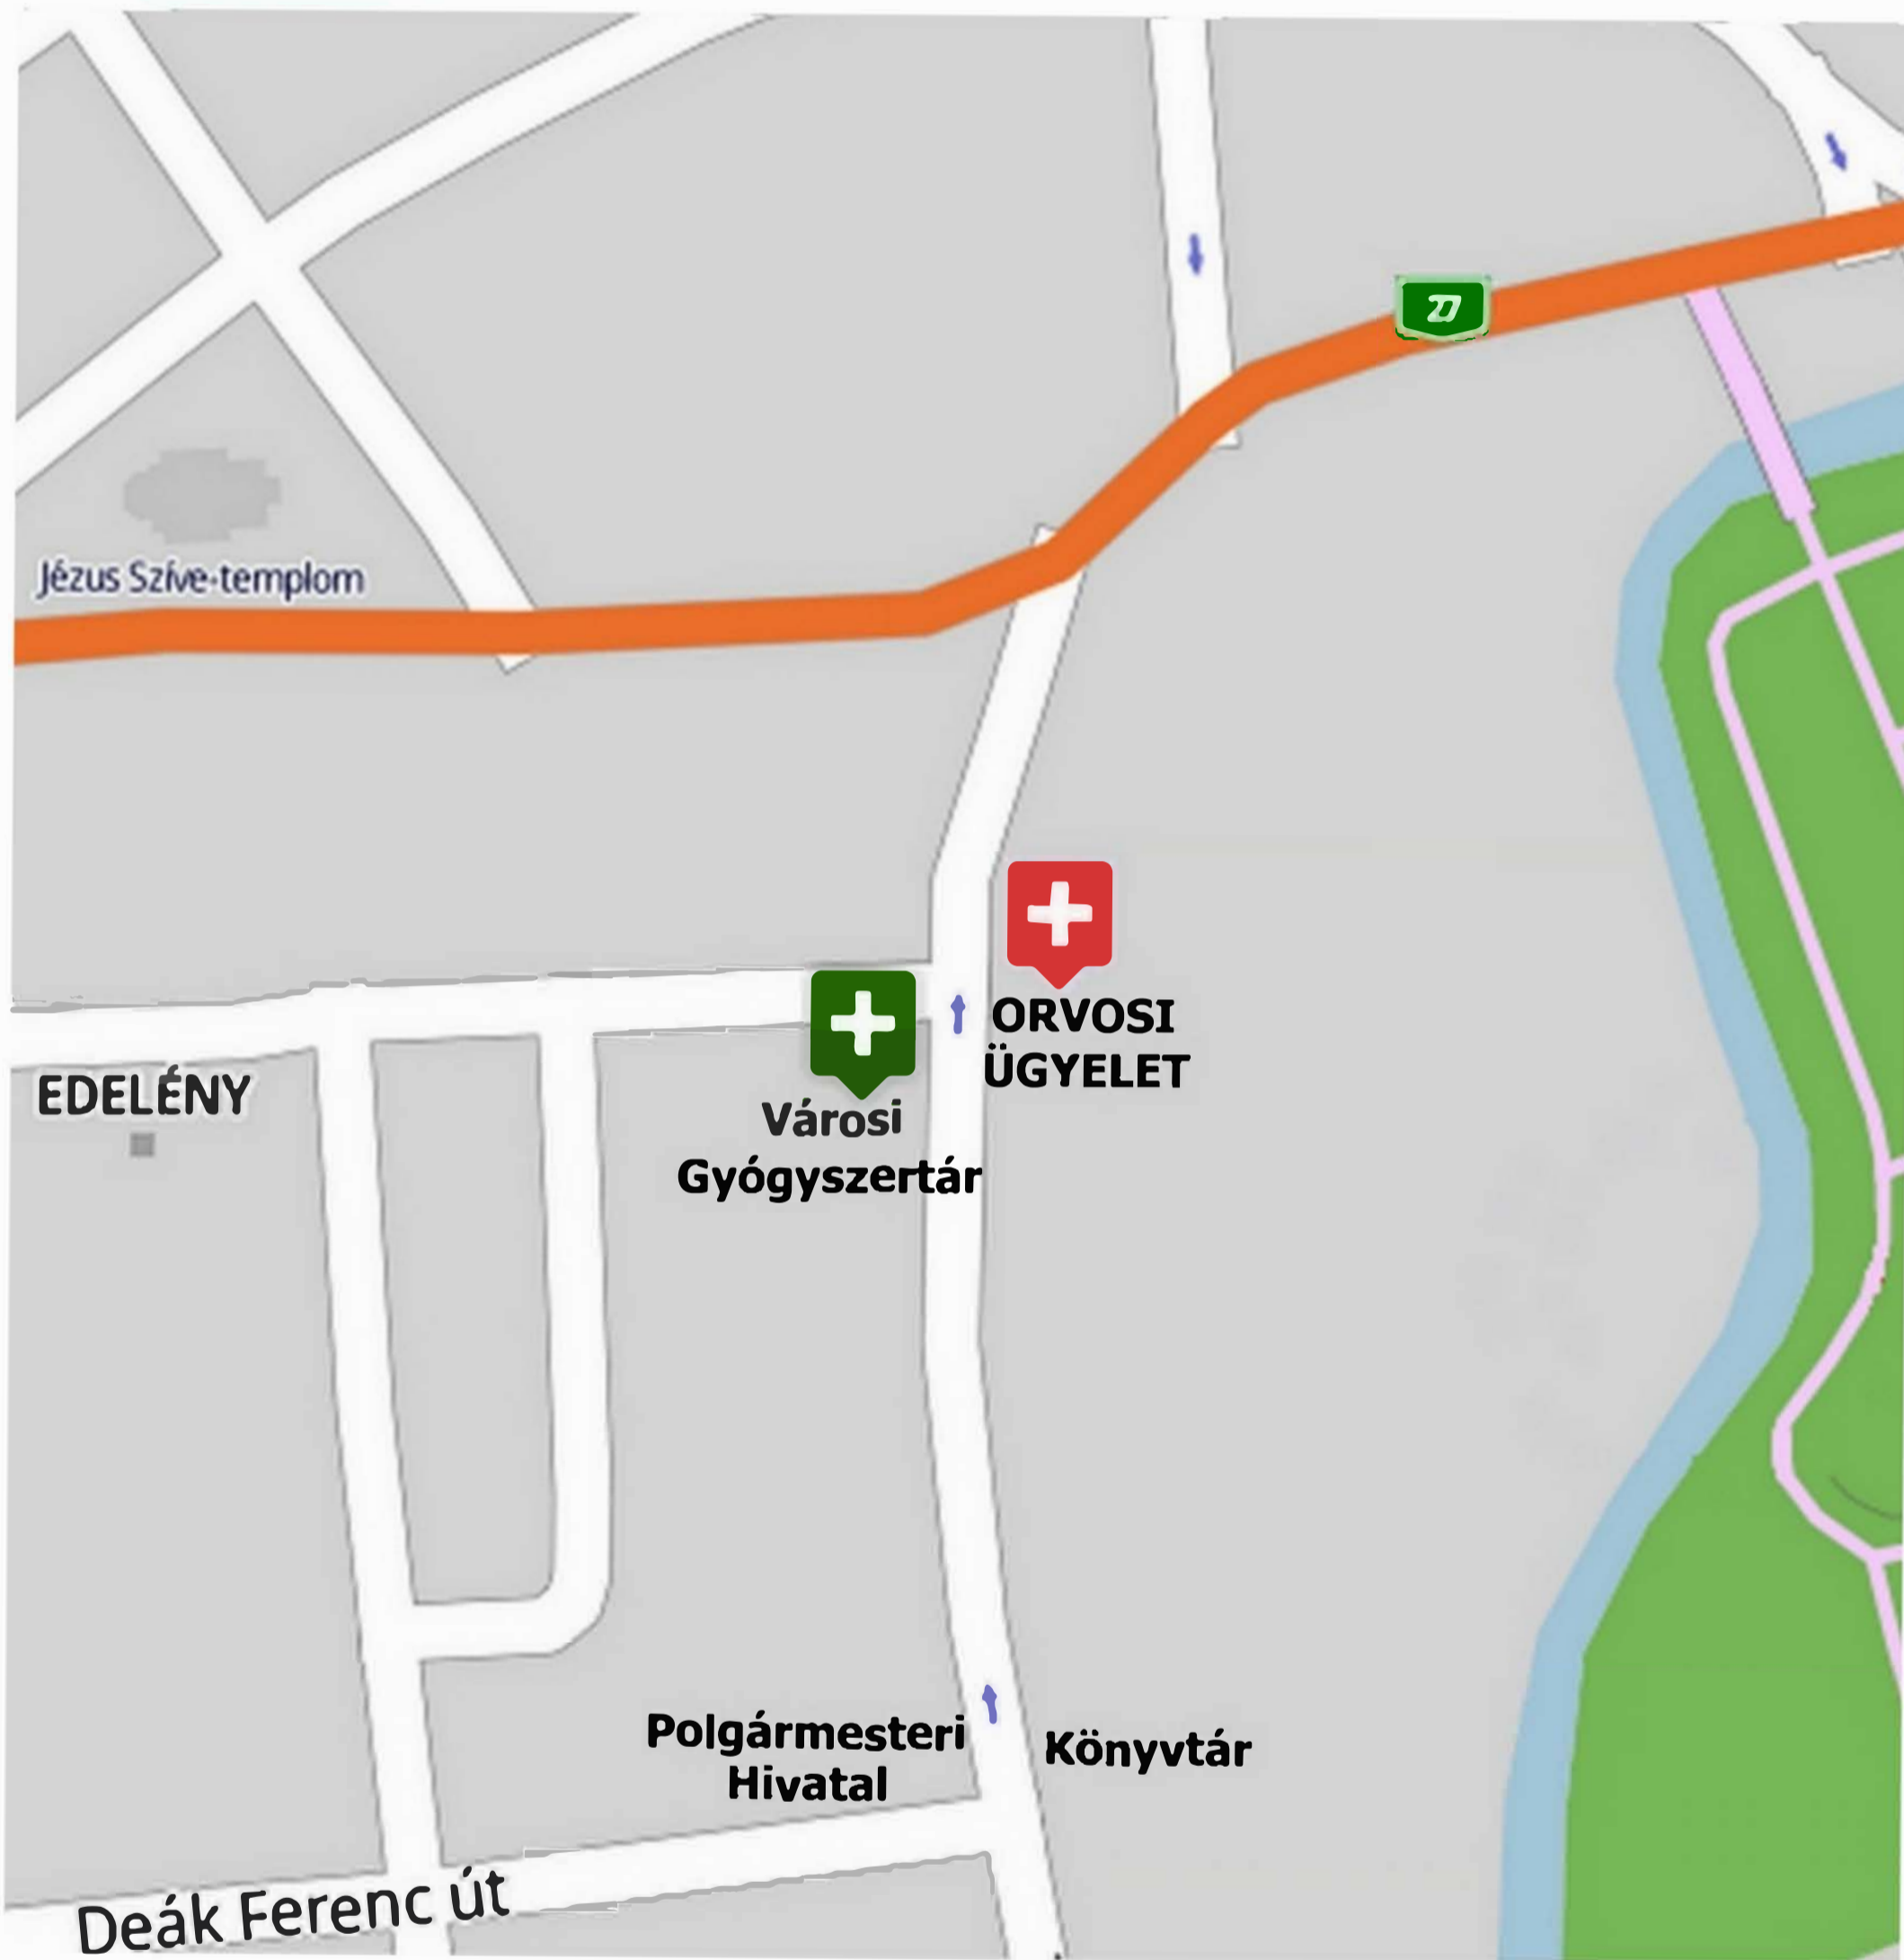 27
Jézus Szíve-templom
ORVOSI
ÜGYELET
EDELÉNY
Városi
Gyógyszertár
Polgármesteri
Hivatal
Könyvtár
Deák Ferenc út